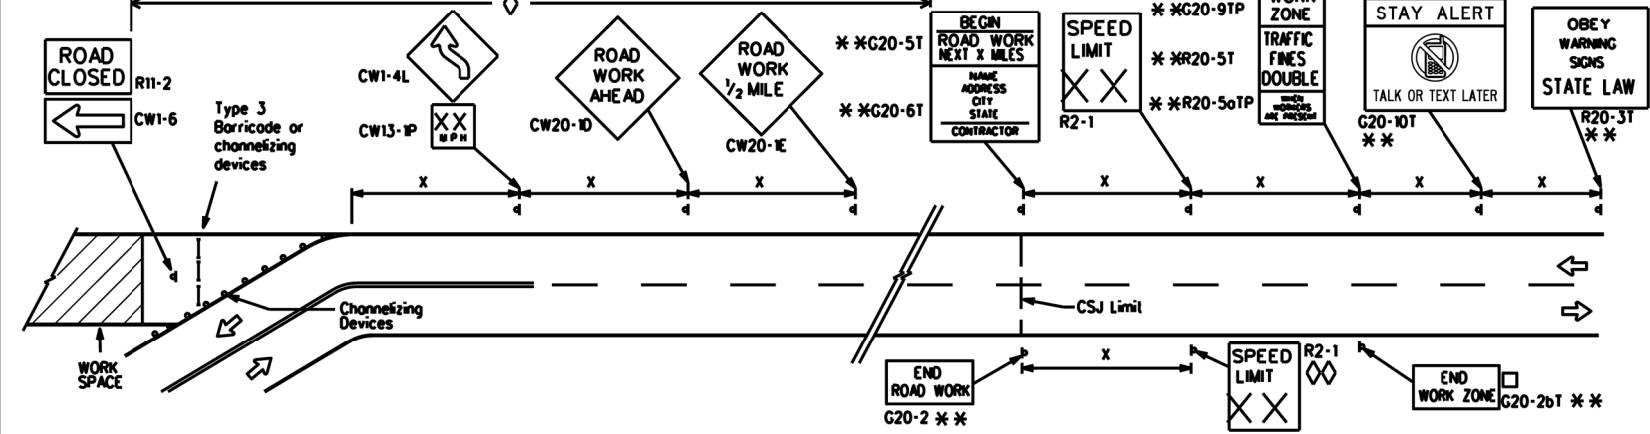 ROAD
CLOSED
R11-2
CW1-6
Type 3
Barricade or
channelizing
devices
CW1-4L
XX
MPH
CW13-1P
ROAD
WORK
AHEAD
CW20-1D
ROAD
WORK
1/2 MILE
CW20-1E
* *G20-5T
* *G20-6T
BEGIN
ROAD WORK
NEXT X MILES
NAME
ADDRESS
CITY
STATE
CONTRACTOR
SPEED
LIMIT
X X
R2-1
* *G20-9TP
* *R20-5T
* *R20-5aTP
WORK
ZONE
TRAFFIC
FINES
DOUBLE
WHEN
WORKERS
ARE PRESENT
STAY ALERT
TALK OR TEXT LATER
G20-10T
* *
OBEY
WARNING
SIGNS
STATE LAW
R20-3T
* *
X
X
X
X
X
X
X
Channelizing
Devices
WORK
SPACE
CSJ Limit
END
ROAD WORK
G20-2 * *
X
SPEED
LIMIT
X X
R2-1
END
WORK ZONE
G20-2bT * *